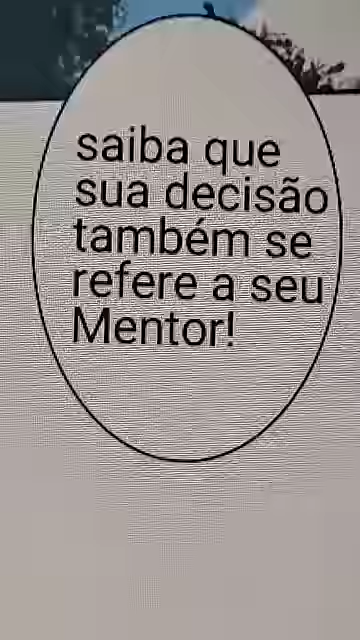 saiba que
sua decisão
também se
refere a seu
Mentor!